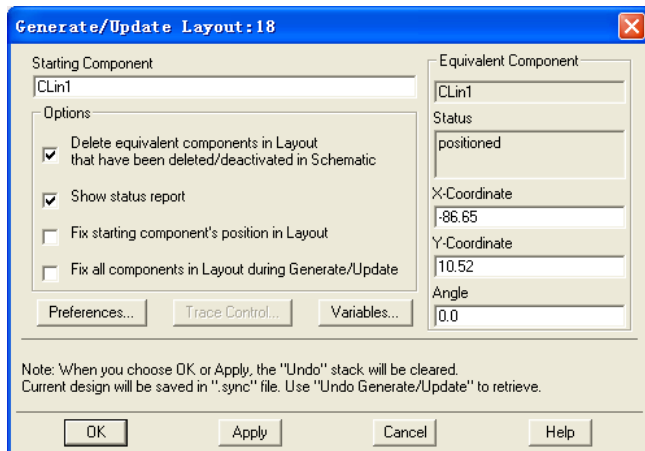 Generate/Update Layout:18
Starting Component
CLin1
Options
Delete equivalent components in Layout
that have been deleted/deactivated in Schematic
Show status report
Fix starting component's position in Layout
Fix all components in Layout during Generate/Update
Preferences...
Trace Control...
Variables...
Equivalent Component
CLin1
Status
positioned
X-Coordinate
-86.65
Y-Coordinate
10.52
Angle
0.0
Note: When you choose OK or Apply, the "Undo" stack will be cleared.
Current design will be saved in ".sync" file. Use "Undo Generate/Update" to retrieve.
OK
Apply
Cancel
Help